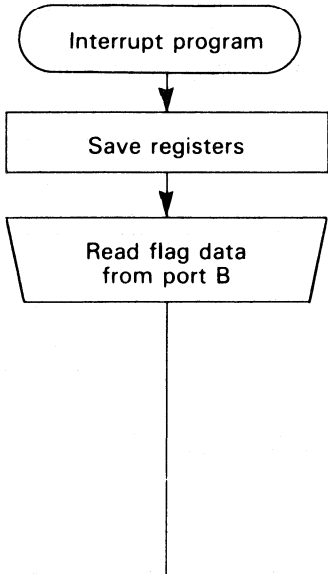 Interrupt program
Save registers
Read flag data
from port B